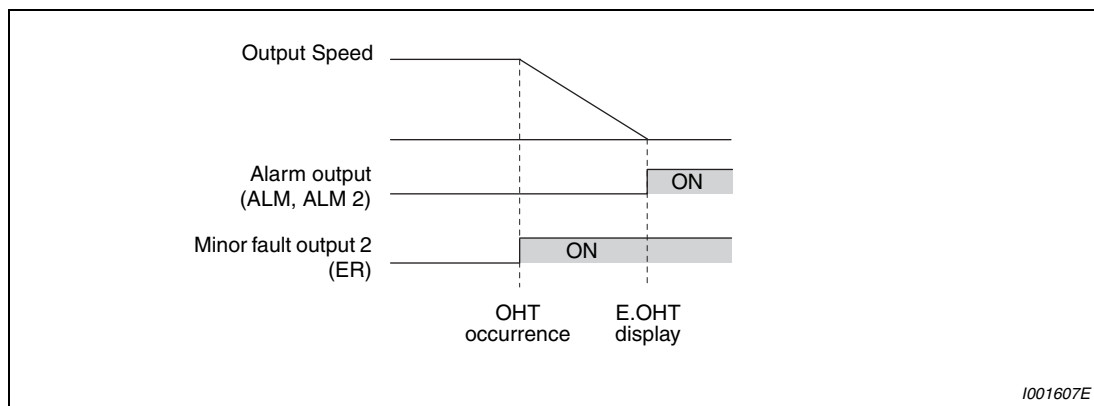 Output Speed
Alarm output
(ALM, ALM 2)
ON
Minor fault output 2
(ER)
ON
OHT
occurrence
E.OHT
display
I001607E